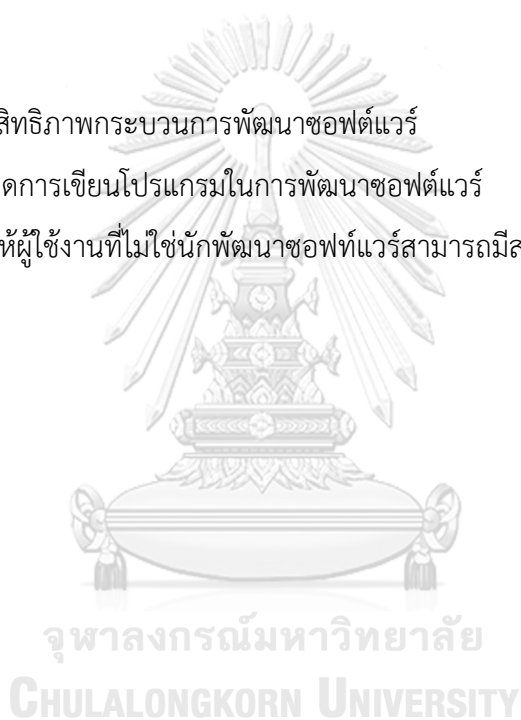 สิทธิภาพกระบวนการพัฒนาซอฟต์แวร์
ดการเขียนโปรแกรมในการพัฒนาซอฟต์แวร์
ห้ผู้ใช้งานที่ไม่ใช่นักพัฒนาซอฟท์แวร์สามารถมีส
จุฬาลงกรณ์มหาวิทยาลัย
CHULALONGKORN UNIVERSITY